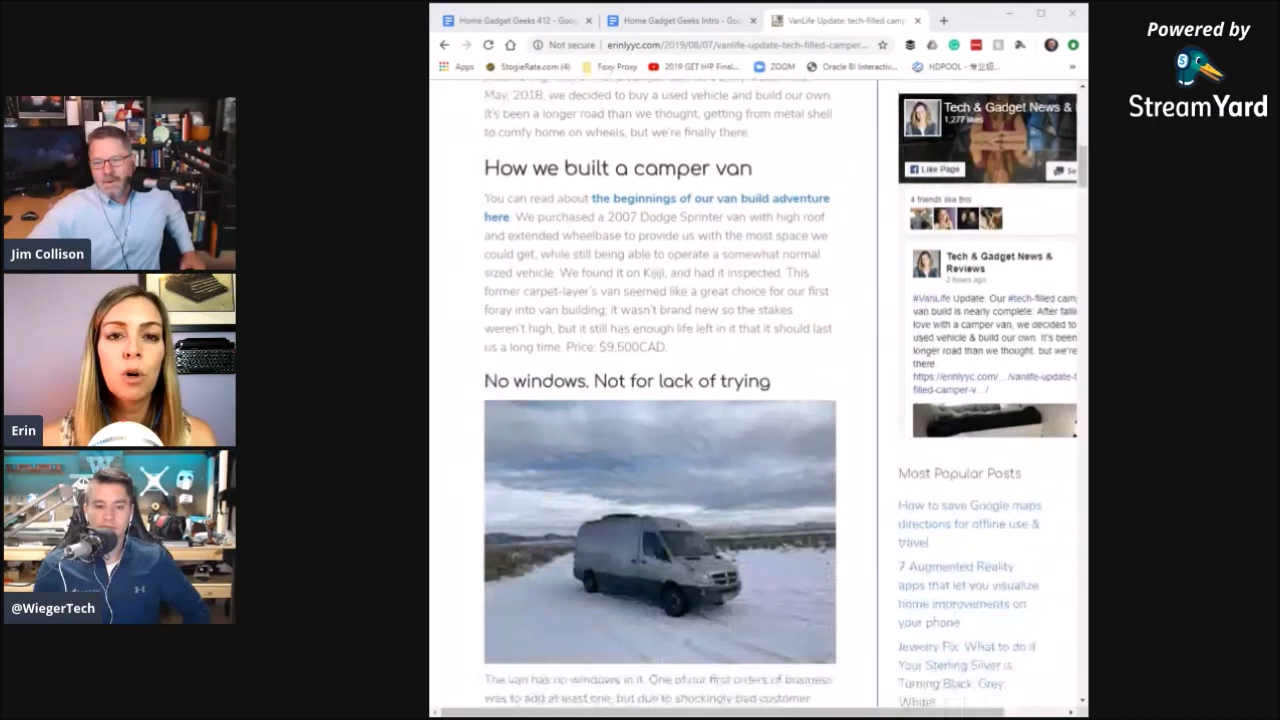 Home Gadget Geeks 412 - Goo
Home Gadget Geeks Intro - Goo
VanLife Update: tech-filled camp
Powered by
StreamYard
Not secure
erinlyyc.com/2019/08/07/vanlife-update-tech-filled-camper...
Apps
StogieRate.com (4)
Foxy Proxy
2019 GET HIP Final...
ZOOM
Oracle BI Interactiv...
HDPOOL -
»
May, 2018, we decided to buy a used vehicle and build our own.
It's been a longer road than we thought, getting from metal shell
to comfy home on wheels, but we're finally there.
How we built a camper van
You can read about the beginnings of our van build adventure
here. We purchased a 2007 Dodge Sprinter van with high roof
and extended wheelbase to provide us with the most space we
could get, while still being able to operate a somewhat normal
sized vehicle. We found it on Kijiji, and had it inspected. This
former carpet-layer's van seemed like a great choice for our first
foray into van building; it wasn't brand new so the stakes
weren't high, but it still has enough life left in it that it should last
us a long time. Price: $9,500CAD.
No windows. Not for lack of trying
The van has no windows in it. One of our first orders of business
was to add at least one, but due to shockingly bad customer
Tech & Gadget News &
1,277 likes
Like Page
Se
4 friends like this
Tech & Gadget News &
Reviews
2 hours ago
#VanLife Update: Our #tech-filled cam
van build is nearly complete: After falli
love with a camper van, we decided to
used vehicle & build our own. It's been
longer road than we thought, but we're
there
https://erinlyyc.com/.../vanlife-update-t
filled-camper-v.../
Most Popular Posts
How to save Google maps
directions for offline use &
travel
7 Augmented Reality
apps that let you visualize
home improvements on
your phone
Jewelry Fix: What to do if
Your Sterling Silver is
Turning Black, Grey,
White
Jim Collison
Erin
@WiegerTech